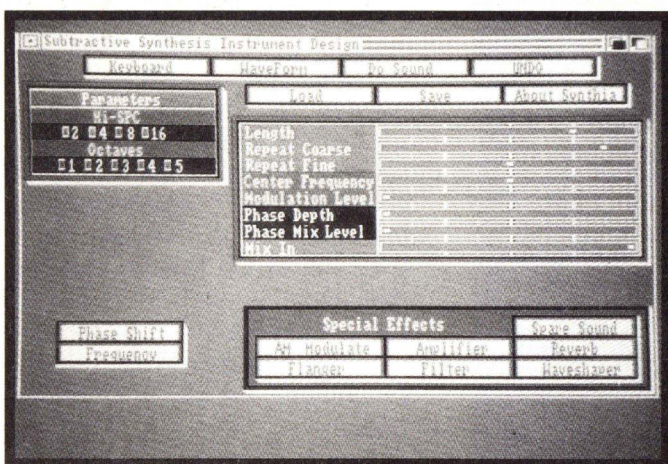 Subtractive Synthesis Instrument Design
Keyboard WaveForm Do Sound UNDO
Load Save About Synthia
Parameters
Hi-SPC
2 4 8 16
Octaves
1 2 3 4 5
Length
Repeat Coarse
Repeat Fine
Center Frequency
Modulation Level
Phase Depth
Phase Mix Level
Mix In
Phase Shift
Frequency
Special Effects Spare Sound
AM Modulate Amplifier Reverb
Flanger Filter Waveshaper